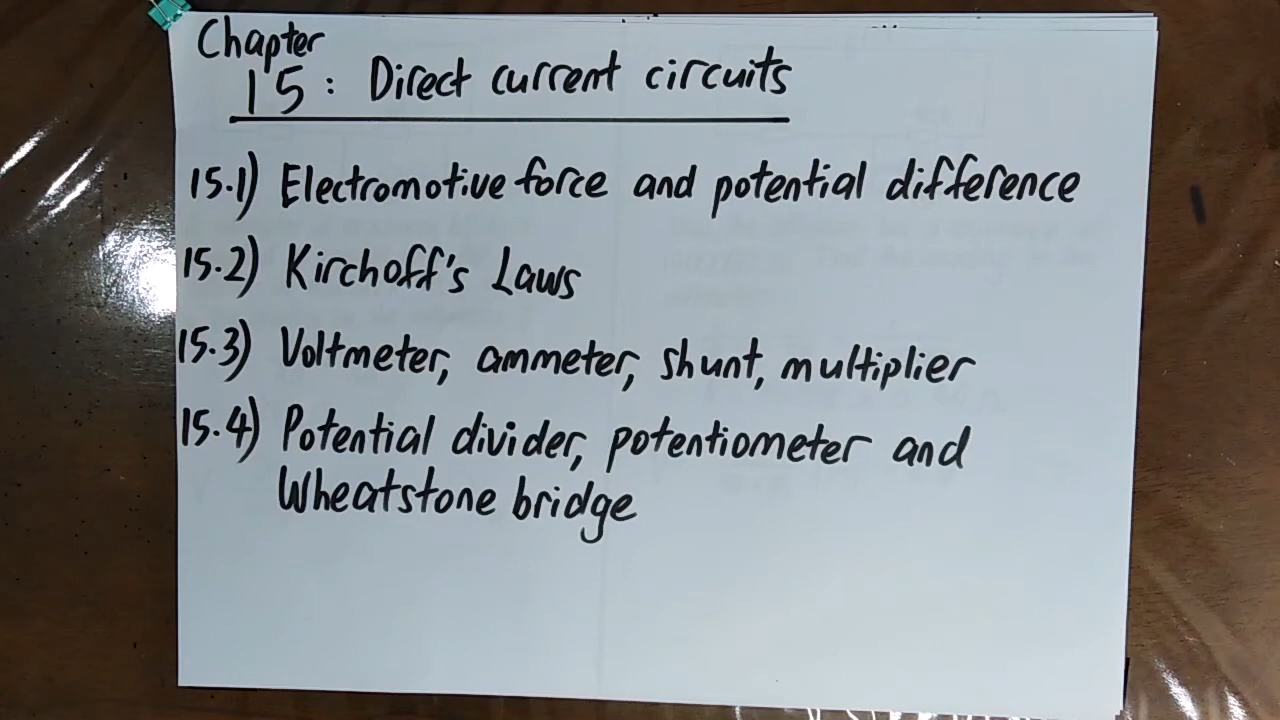 Chapter
15: Direct current circuits
15.1) Electromotive force and potential difference
15.2) Kirchoff's Laws
15.3) Voltmeter, ammeter, shunt, multiplier
15.4) Potential divider, potentiometer and
Wheatstone bridge